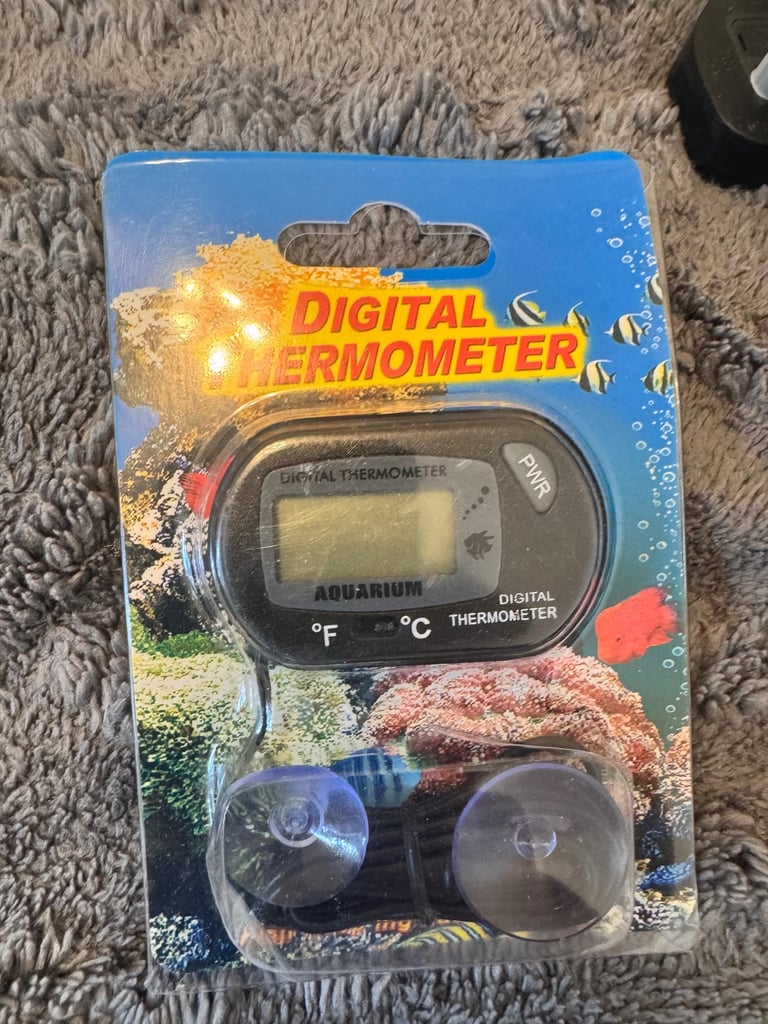 DIGITAL
THERMOMETER
DIGITAL THERMOMETER
PWR
AQUARIUM
°F
°C
DIGITAL
THERMOMETER